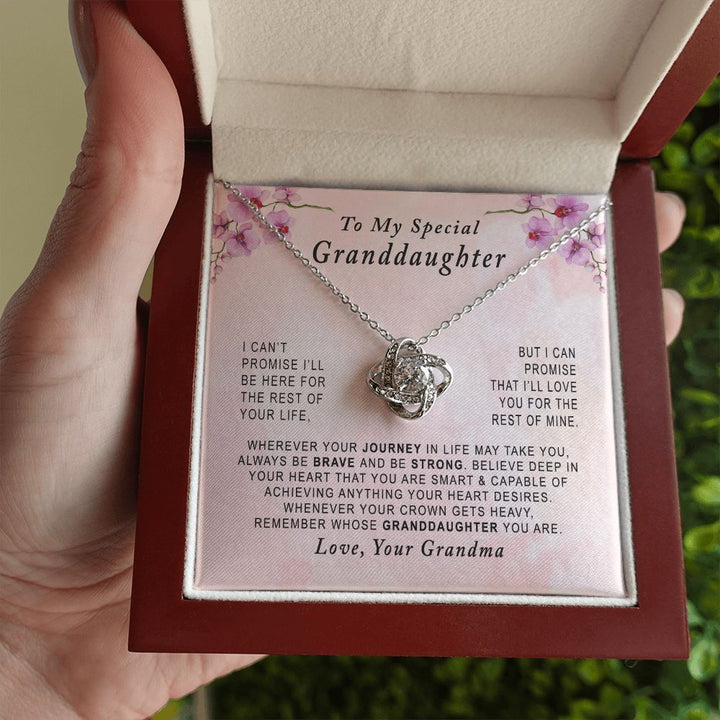 To My Special
Granddaughter
I CAN'T
PROMISE I'LL
BE HERE FOR
THE REST OF
YOUR LIFE,
BUT I CAN
PROMISE
THAT I'LL LOVE
YOU FOR THE
REST OF MINE.
WHEREVER YOUR JOURNEY IN LIFE MAY TAKE YOU,
ALWAYS BE BRAVE AND BE STRONG. BELIEVE DEEP IN
YOUR HEART THAT YOU ARE SMART & CAPABLE OF
ACHIEVING ANYTHING YOUR HEART DESIRES.
WHENEVER YOUR CROWN GETS HEAVY,
REMEMBER WHOSE GRANDDAUGHTER YOU ARE.
Love, Your Grandma